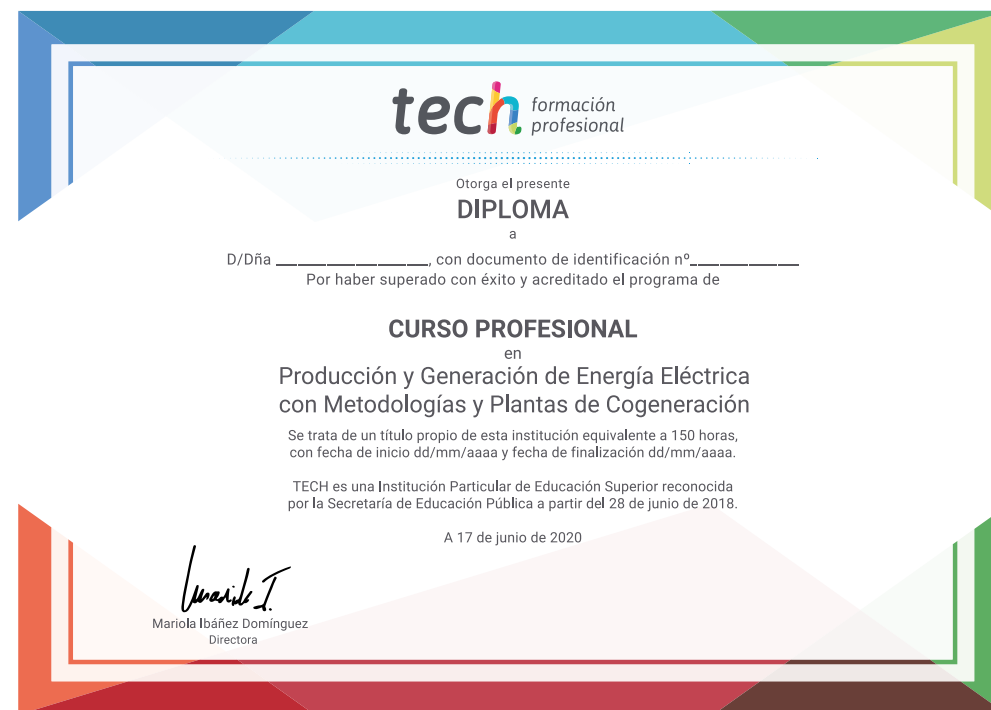 tech formación
profesional
Otorga el presente
DIPLOMA
a
D/Dña ____________________, con documento de identificación nº______________
Por haber superado con éxito y acreditado el programa de
CURSO PROFESIONAL
en
Producción y Generación de Energía Eléctrica
con Metodologías y Plantas de Cogeneración
Se trata de un título propio de esta institución equivalente a 150 horas,
con fecha de inicio dd/mm/aaaa y fecha de finalización dd/mm/aaaa.
TECH es una Institución Particular de Educación Superior reconocida
por la Secretaría de Educación Pública a partir del 28 de junio de 2018.
A 17 de junio de 2020
Mariola I.
Mariola Ibáñez Domínguez
Directora